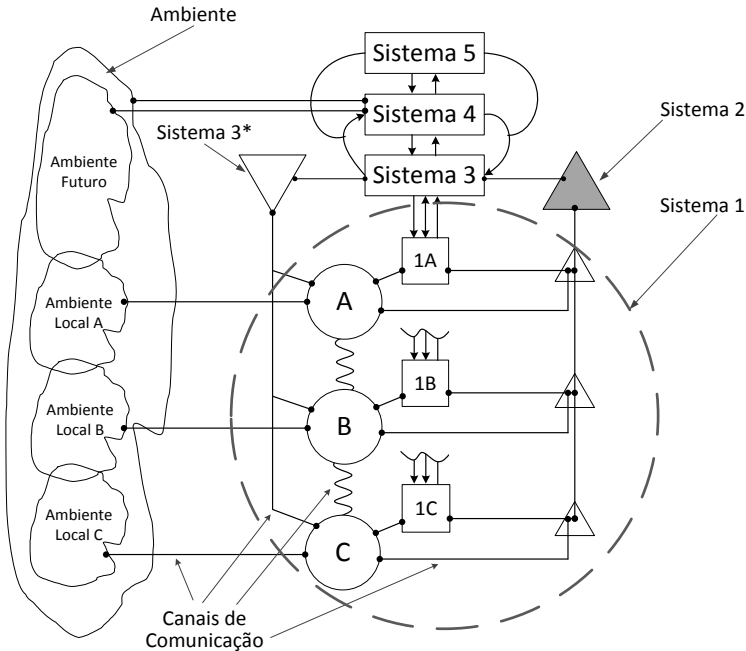 Ambiente
Sistema 5
Sistema 4
Sistema 3
Sistema 3*
Sistema 2
Sistema 1
Ambiente
Futuro
Ambiente
Local A
Ambiente
Local B
Ambiente
Local C
1A
A
1B
B
1C
C
Canais de
Comunicação